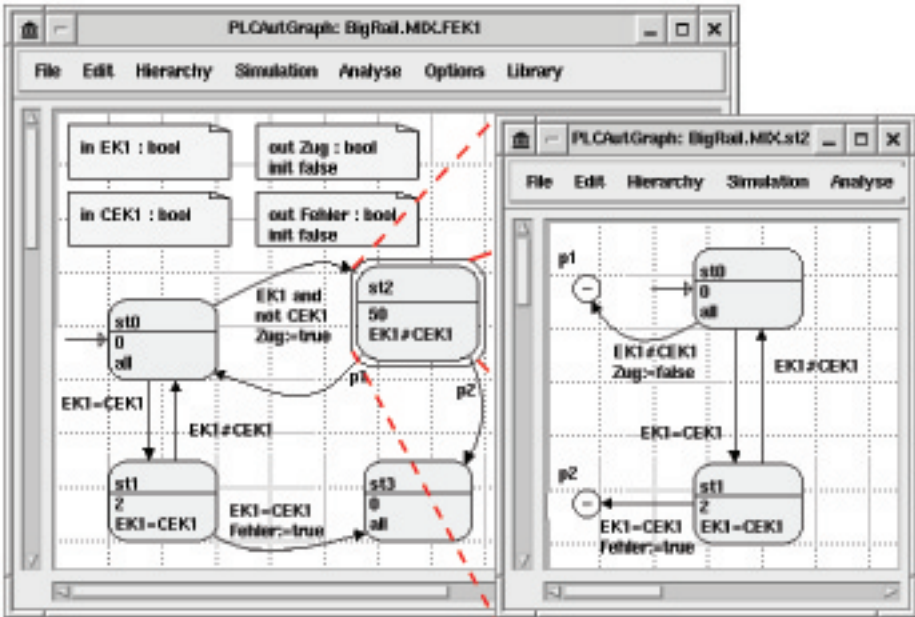 PLCAutGraph: BigRail.MIX.FEK1
File Edit Hierarchy Simulation Analyse Options Library
in EK1 : bool
out Zug : bool
init false
in CEK1 : bool
out Fehler : bool
init false
st0
0
all
EK1 and
not CEK1
Zug:=true
st2
50
EK1≠CEK1
p1
p2
EK1=CEK1
EK1≠CEK1
st1
2
EK1=CEK1
EK1=CEK1
Fehler:=true
st3
0
all
PLCAutGraph: BigRail.MIX.st2
File Edit Hierarchy Simulation Analyse
p1
st0
0
all
EK1≠CEK1
Zug:=false
EK1≠CEK1
EK1=CEK1
p2
st1
2
EK1=CEK1
EK1=CEK1
Fehler:=true